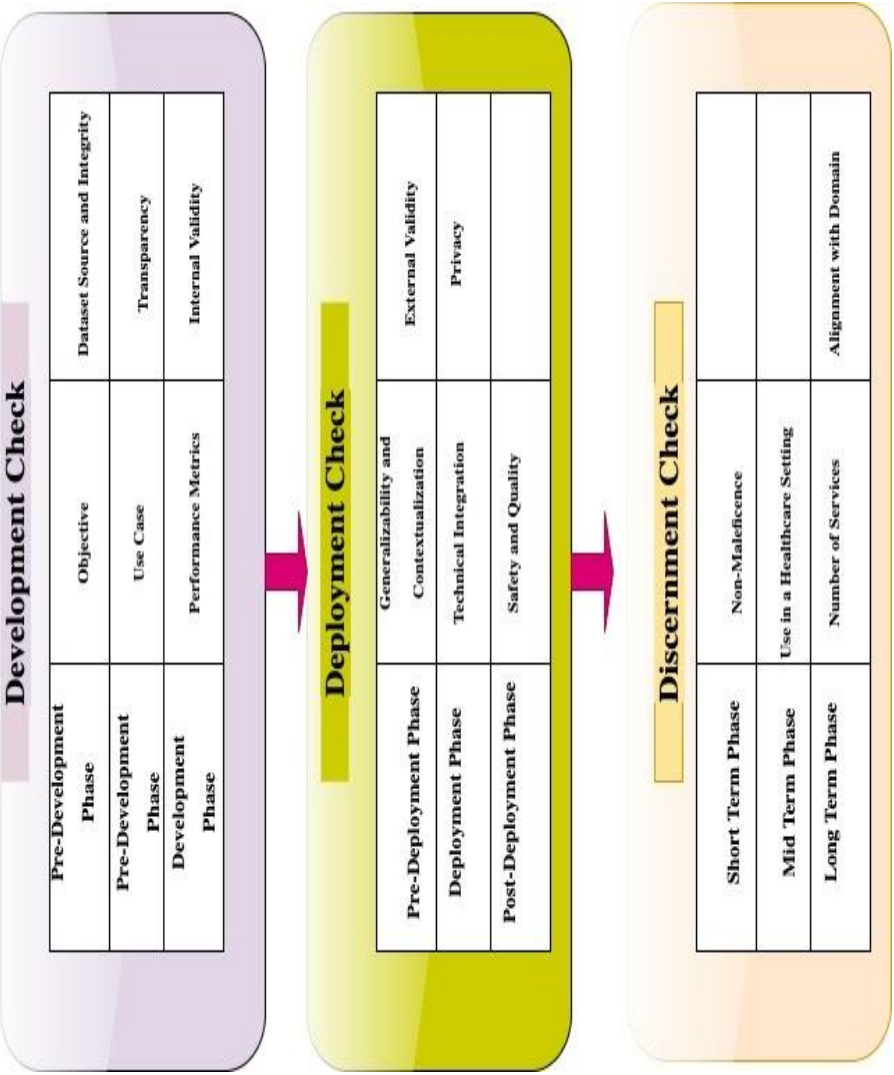 Development Check
Pre-Development
Phase
Objective
Dataset Source and Integrity
Pre-Development
Phase
Use Case
Transparency
Development
Phase
Performance Metrics
Internal Validity
Deployment Check
Pre-Deployment Phase
Generalizability and
Contextualization
External Validity
Deployment Phase
Technical Integration
Privacy
Post-Deployment Phase
Safety and Quality
Discernment Check
Short Term Phase
Non-Maleficence
Mid Term Phase
Use in a Healthcare Setting
Long Term Phase
Number of Services
Alignment with Domain